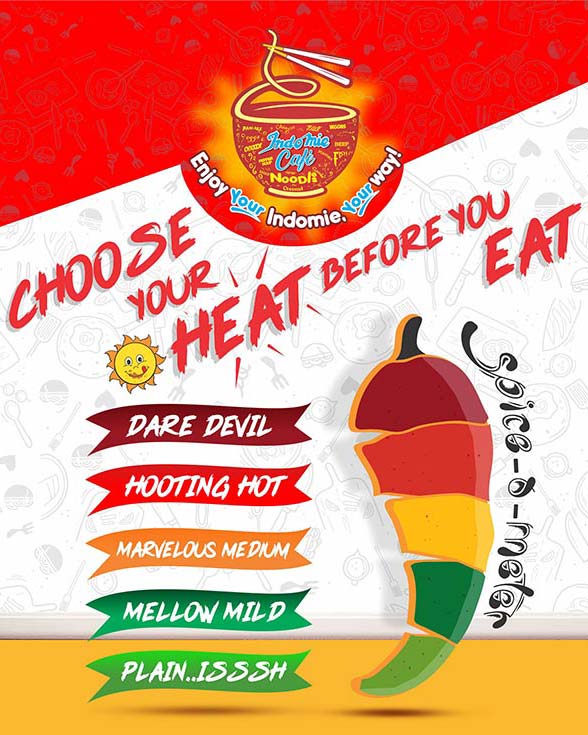 Indomie
Café
NOODLE
BEEF
Enjoy Your Indomie, Your way!
CHOOSE
YOUR
HEAT
BEFORE YOU
EAT
DARE DEVIL
HOOTING HOT
MARVELOUS MEDIUM
MELLOW MILD
PLAIN..ISSSH
Spice-o-meter